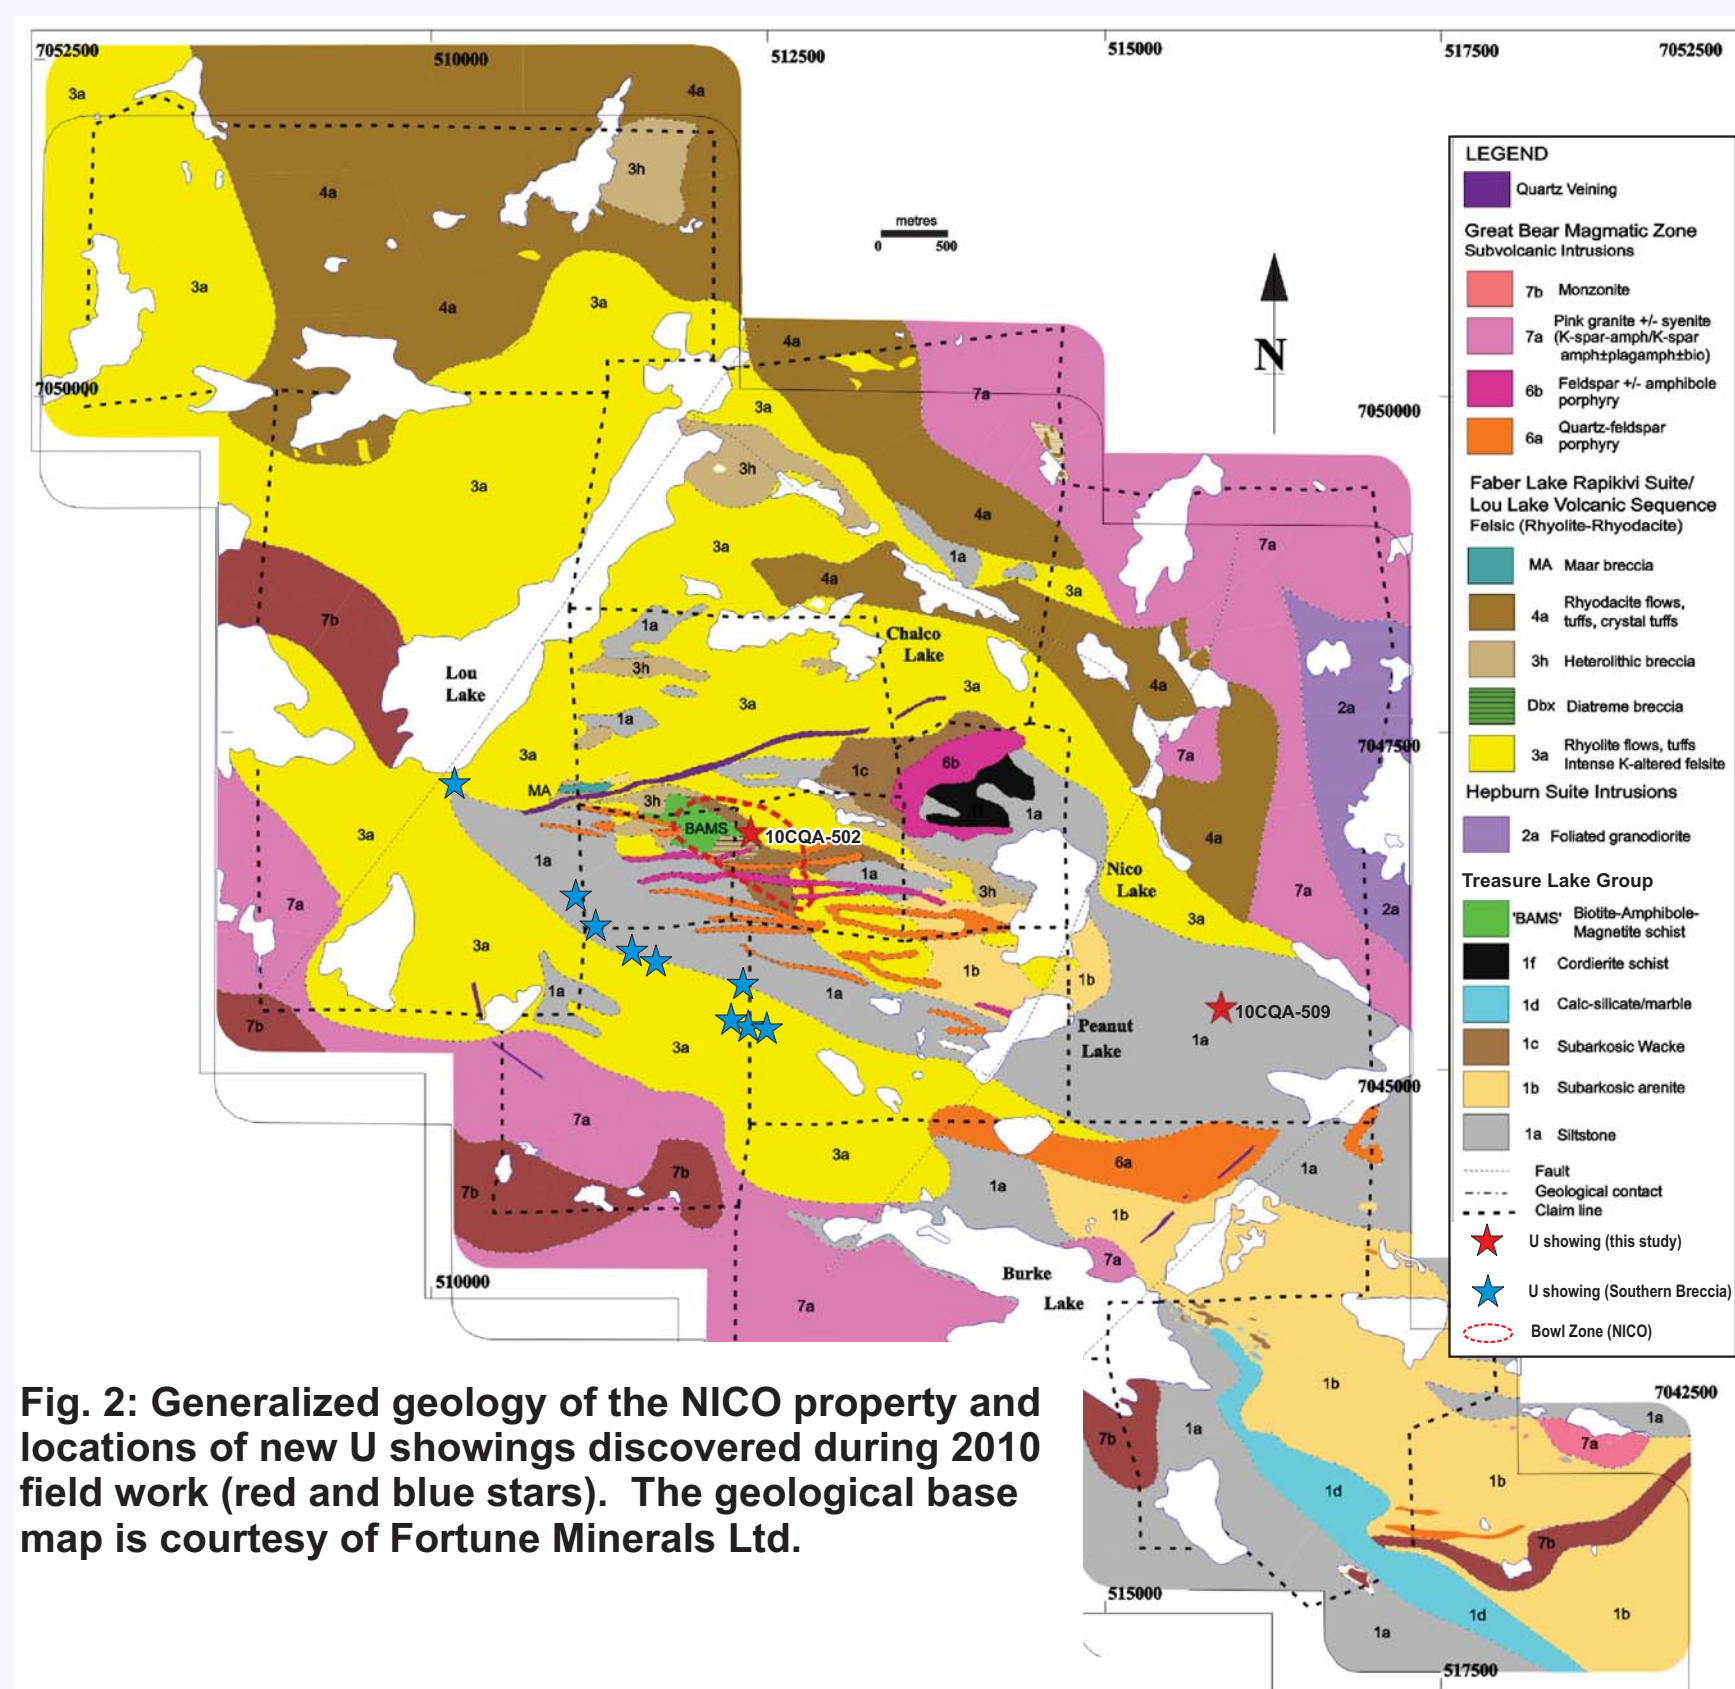 7052500
510000
512500
515000
517500
7052500
3a
4a
3h
4a
metres
0 500
3a
4a
3a
4a
N
7050000
7a
3a
7050000
3h
3a
4a
1a
7a
3a
4a
3a
7b
1a
Chalco
Lake
3h
Lou
Lake
3a
3a
4a
2a
1a
3a
7a
7047500
6b
1c
MA
3h
1f
1a
BAMS
10CQA-502
3a
4a
1a
1a
Nico
Lake
3h
7a
7a
2a
3a
3a
1b
1b
1a
1a
10CQA-509
7b
Peanut
Lake
1a
3a
7045000
7a
3a
6a
1a
7b
7b
1a
1b
7a
Burke
Lake
510000
7a
1b
7042500
1a
1a
7b
7a
1b
1d
7b
515000
1d
1b
1a
517500
LEGEND
Quartz Veining
Great Bear Magmatic Zone
Subvolcanic Intrusions
7b Monzonite
Pink granite +/- syenite
7a (K-spar-amph/K-spar
amph±plagamph±bio)
6b Feldspar +/- amphibole
porphyry
6a Quartz-feldspar
porphyry
Faber Lake Rapikivi Suite/
Lou Lake Volcanic Sequence
Felsic (Rhyolite-Rhyodacite)
MA Maar breccia
4a Rhyodacite flows,
tuffs, crystal tuffs
3h Heterolithic breccia
Dbx Diatreme breccia
3a Rhyolite flows, tuffs
Intense K-altered felsite
Hepburn Suite Intrusions
2a Foliated granodiorite
Treasure Lake Group
'BAMS' Biotite-Amphibole-
Magnetite schist
1f Cordierite schist
1d Calc-silicate/marble
1c Subarkosic Wacke
1b Subarkosic arenite
1a Siltstone
Fault
Geological contact
Claim line
U showing (this study)
U showing (Southern Breccia)
Bowl Zone (NICO)
Fig. 2: Generalized geology of the NICO property and
locations of new U showings discovered during 2010
field work (red and blue stars). The geological base
map is courtesy of Fortune Minerals Ltd.